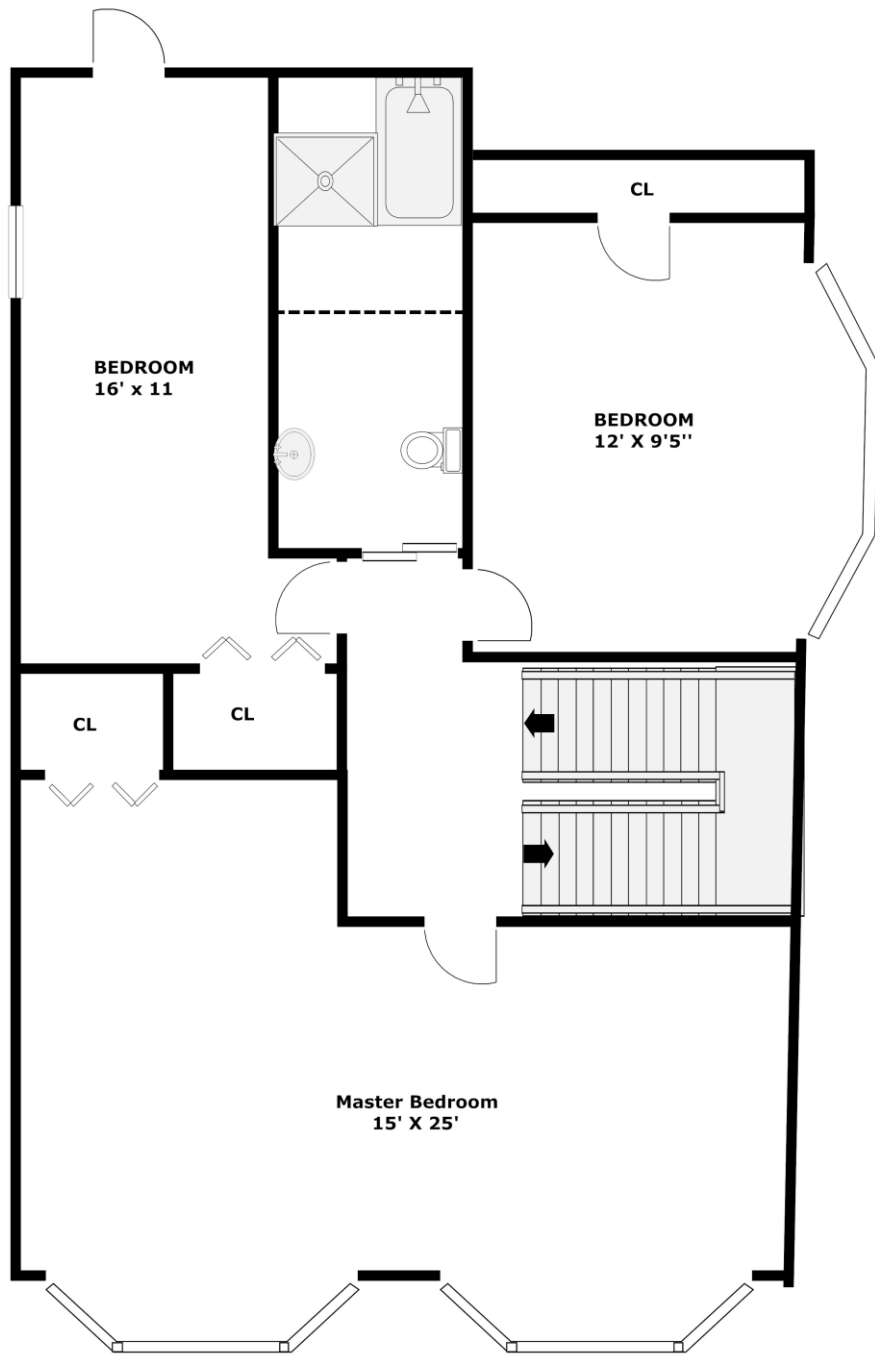 CL
BEDROOM
16' x 11
BEDROOM
12' X 9'5''
CL
CL
Master Bedroom
15' X 25'